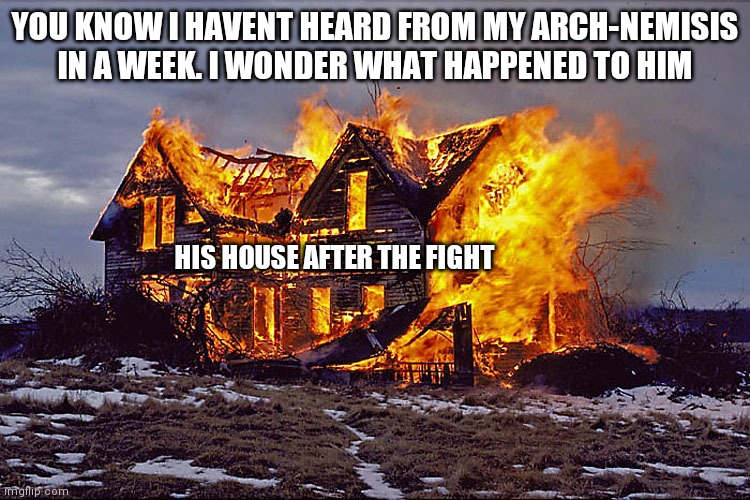 YOU KNOW I HAVENT HEARD FROM MY ARCH-NEMISIS
IN A WEEK. I WONDER WHAT HAPPENED TO HIM
HIS HOUSE AFTER THE FIGHT
imgflip.com